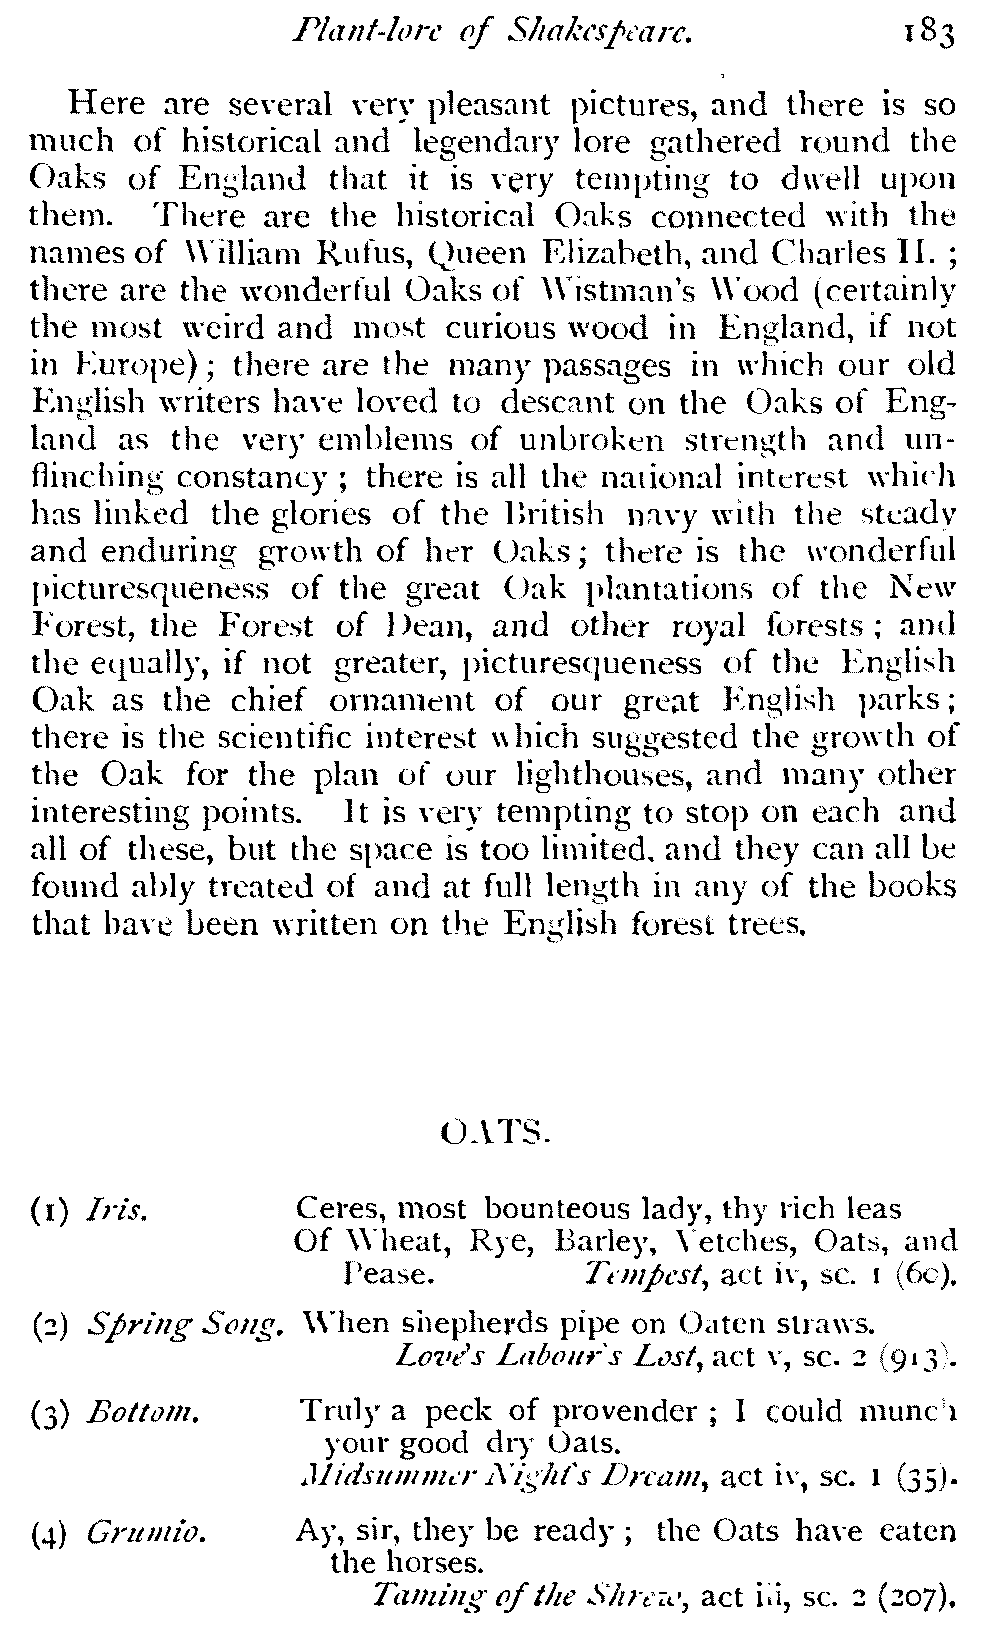 Plant-lore of Shakespeare. 183
Here are several very pleasant pictures, and there is so
much of historical and legendary lore gathered round the
Oaks of England that it is very tempting to dwell upon
them. There are the historical Oaks connected with the
names of William Rufus, Queen Elizabeth, and Charles II. ;
there are the wonderful Oaks of Wistman's Wood (certainly
the most weird and most curious wood in England, if not
in Europe) ; there are the many passages in which our old
English writers have loved to descant on the Oaks of Eng-
land as the very emblems of unbroken strength and un-
flinching constancy ; there is all the national interest which
has linked the glories of the British navy with the steady
and enduring growth of her Oaks ; there is the wonderful
picturesqueness of the great Oak plantations of the New
Forest, the Forest of Dean, and other royal forests ; and
the equally, if not greater, picturesqueness of the English
Oak as the chief ornament of our great English parks ;
there is the scientific interest which suggested the growth of
the Oak for the plan of our lighthouses, and many other
interesting points. It is very tempting to stop on each and
all of these, but the space is too limited, and they can all be
found ably treated of and at full length in any of the books
that have been written on the English forest trees.
OATS.
(1) Iris. Ceres, most bounteous lady, thy rich leas
Of Wheat, Rye, Barley, Vetches, Oats, and
Pease. Tempest, act iv, sc. 1 (60).
(2) Spring Song. When shepherds pipe on Oaten straws.
Love's Labour's Lost, act v, sc. 2 (913).
(3) Bottom. Truly a peck of provender ; I could munch
your good dry Oats.
Midsummer Night's Dream, act iv, sc. 1 (35).
(4) Grumio. Ay, sir, they be ready ; the Oats have eaten
the horses.
Taming of the Shrew, act iii, sc. 2 (207).